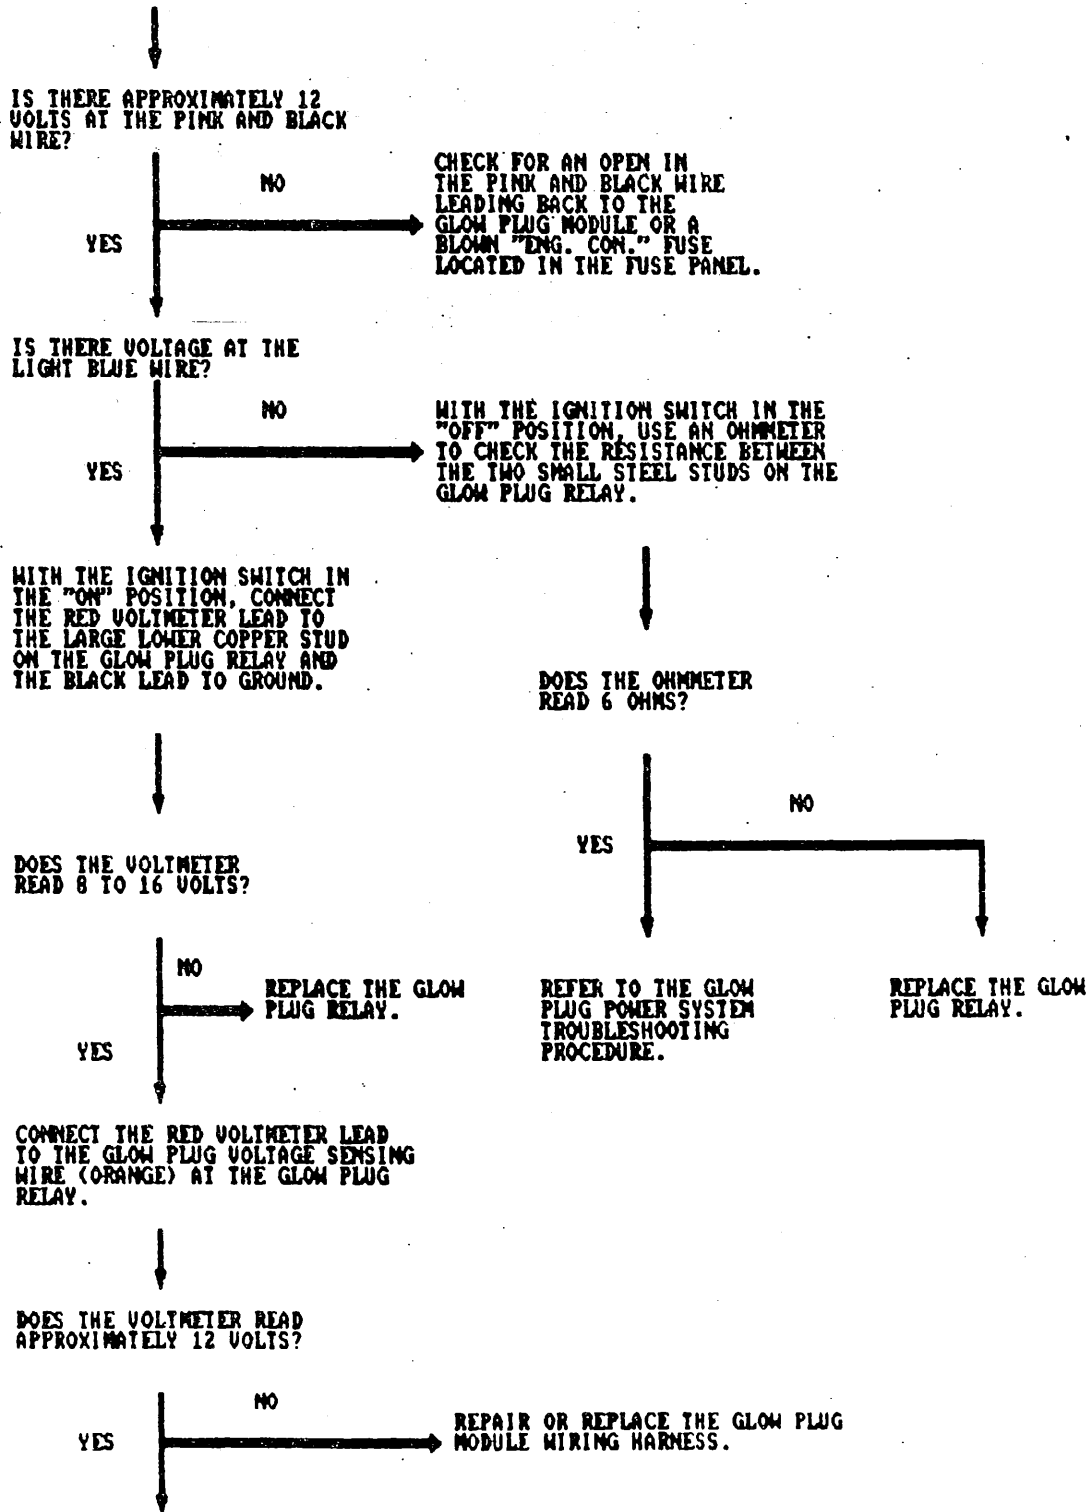 IS THERE APPROXIMATELY 12
VOLTS AT THE PINK AND BLACK
WIRE?
NO
YES
CHECK FOR AN OPEN IN
THE PINK AND BLACK WIRE
LEADING BACK TO THE
GLOW PLUG MODULE OR A
BLOWN "ENG. CON." FUSE
LOCATED IN THE FUSE PANEL.
IS THERE VOLTAGE AT THE
LIGHT BLUE WIRE?
NO
YES
WITH THE IGNITION SWITCH IN THE
"OFF" POSITION, USE AN OHMMETER
TO CHECK THE RESISTANCE BETWEEN
THE TWO SMALL STEEL STUDS ON THE
GLOW PLUG RELAY.
WITH THE IGNITION SWITCH IN
THE "ON" POSITION, CONNECT
THE RED VOLTMETER LEAD TO
THE LARGE LOWER COPPER STUD
ON THE GLOW PLUG RELAY AND
THE BLACK LEAD TO GROUND.
DOES THE OHMMETER
READ 6 OHMS?
NO
YES
DOES THE VOLTMETER
READ 8 TO 16 VOLTS?
NO
YES
REPLACE THE GLOW
PLUG RELAY.
REFER TO THE GLOW
PLUG POWER SYSTEM
TROUBLESHOOTING
PROCEDURE.
REPLACE THE GLOW
PLUG RELAY.
CONNECT THE RED VOLTMETER LEAD
TO THE GLOW PLUG VOLTAGE SENSING
WIRE (ORANGE) AT THE GLOW PLUG
RELAY.
DOES THE VOLTMETER READ
APPROXIMATELY 12 VOLTS?
NO
YES
REPAIR OR REPLACE THE GLOW PLUG
MODULE WIRING HARNESS.